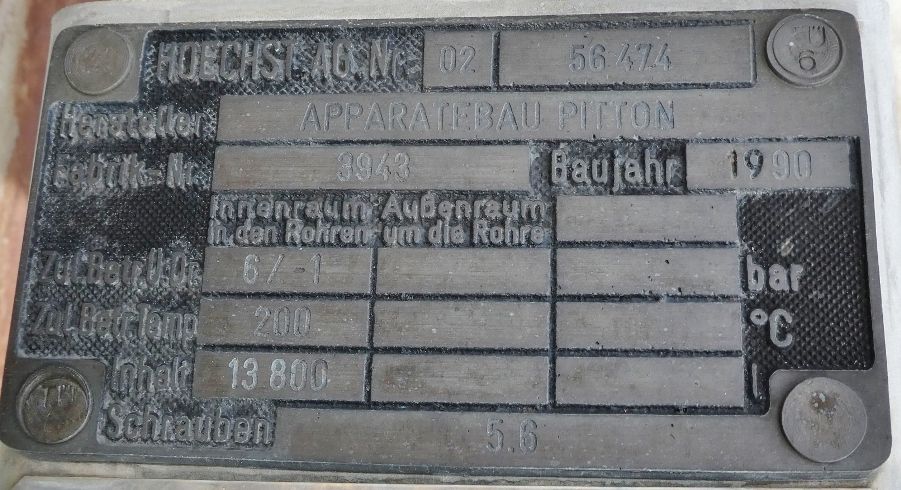 HOECHST AG. Nr. 02 56 474
Hersteller APPARATEBAU PITTON
Fabrik-Nr. 3943 Baujahr 1990
Innenraum Außenraum
in den Rohren um die Rohre
Zul.Betr.Ü.Dr. 6/-1 bar
Zul.Betr.Temp 200 °C
Inhalt 13 800 l
Schrauben 5.6